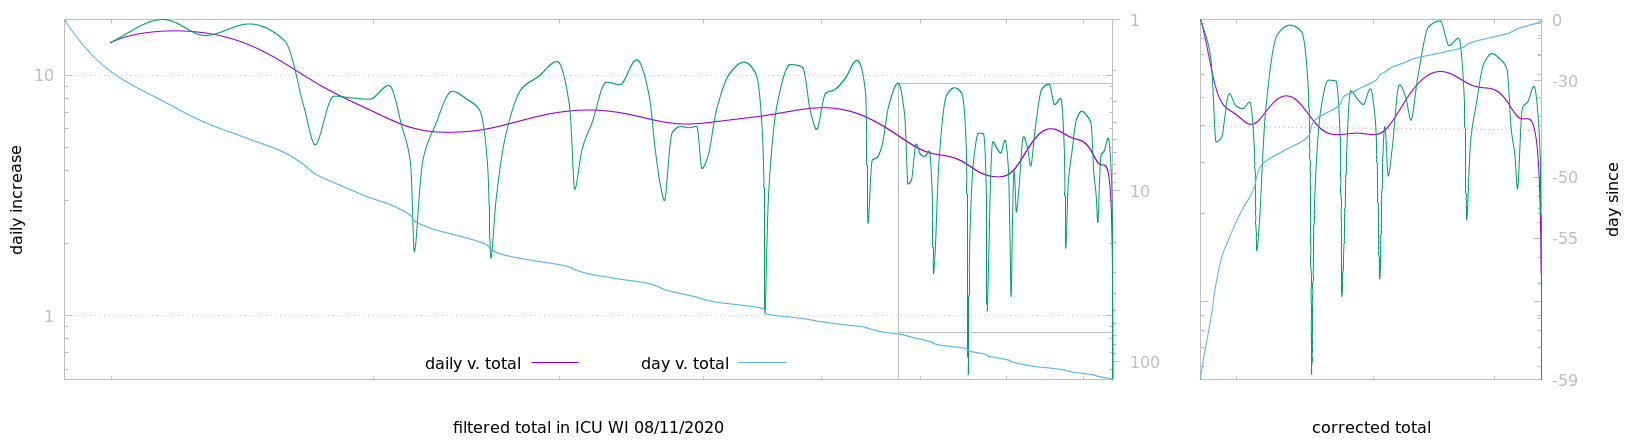 1
10
100
10
1
daily increase
daily v. total
day v. total
filtered total in ICU WI 08/11/2020
0
-30
-50
-55
-59
day since
corrected total